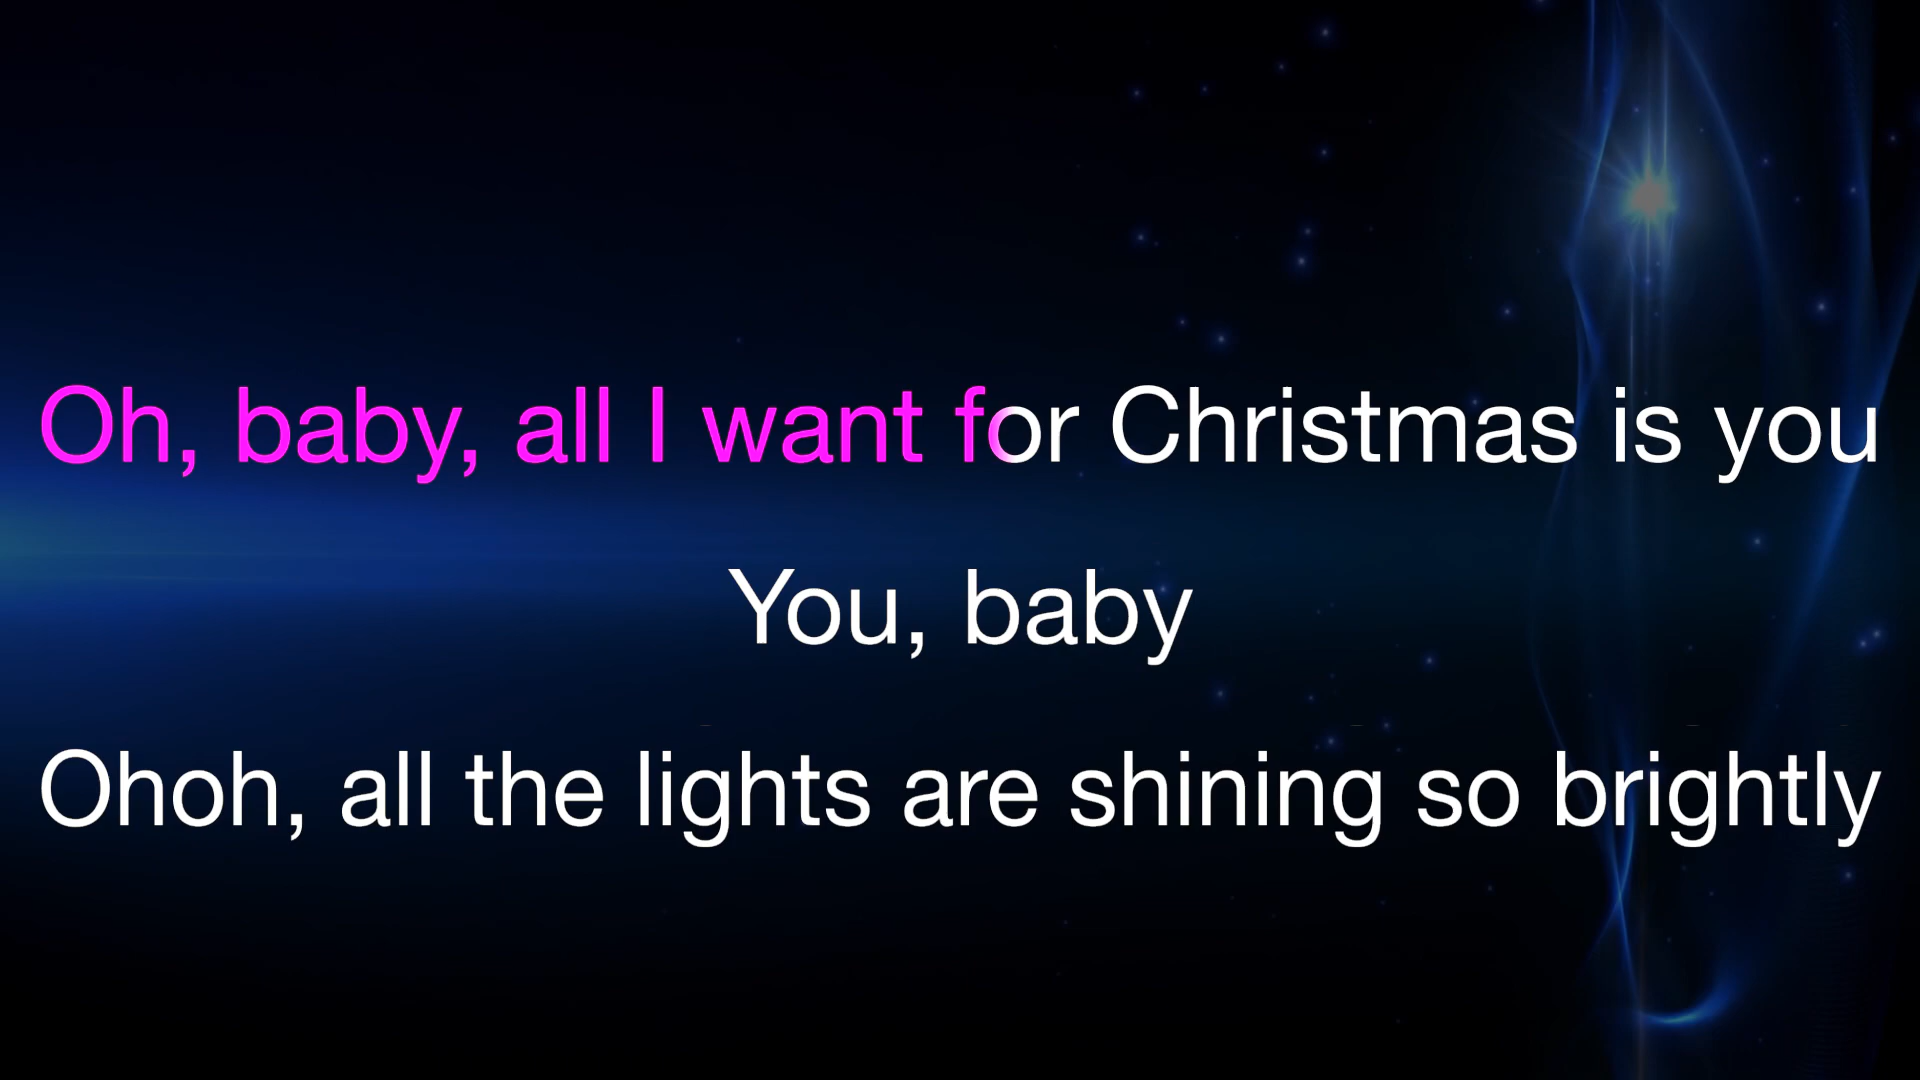 Oh, baby, all I want for Christmas is you
You, baby
Ohoh, all the lights are shining so brightly